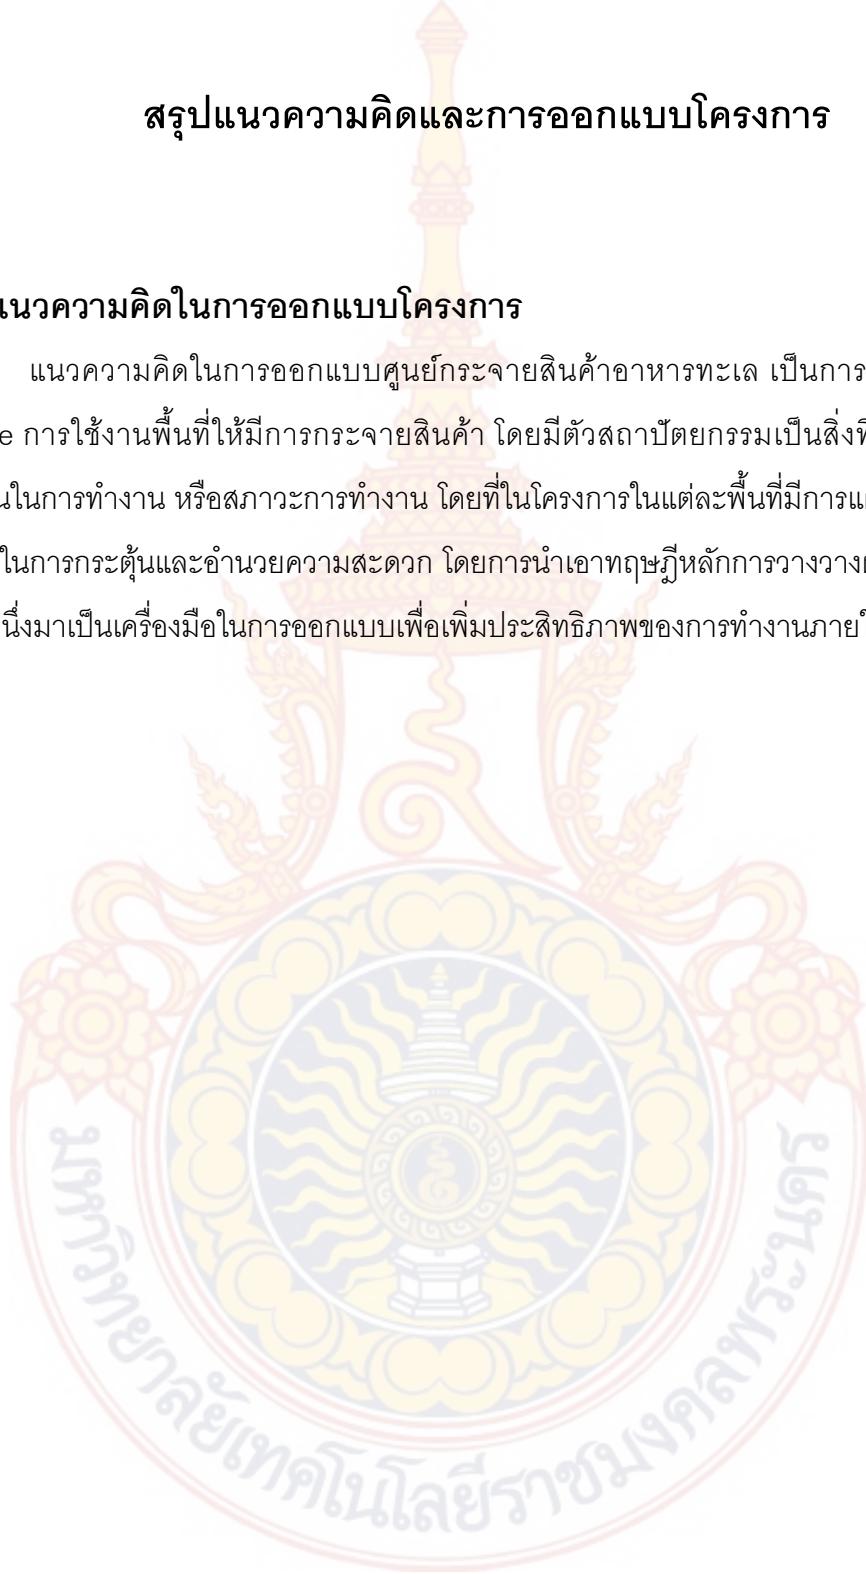 สรุปแนวความคิดและการออกแบบโครงการ
แนวความคิดในการออกแบบโครงการ
แนวความคิดในการออกแบบศูนย์กระจายสินค้าอาหารทะเล เป็นการ
e การใช้งานพื้นที่ให้มีการกระจายสินค้า โดยมีตัวสถาปัตยกรรมเป็นสิ่ง
ในการทำงาน หรือสภาวะการทำงาน โดยที่ในโครงการในแต่ละพื้นที่มีการ
ในการกระตุ้นและอำนวยความสะดวก โดยการนำเอาทฤษฎีหลักการวางวาง
นึ่งมาเป็นเครื่องมือในการออกแบบเพื่อเพิ่มประสิทธิภาพของการทำงานภาย
มหาวิทยาลัยเทคโนโลยีราชมงคลพระนคร